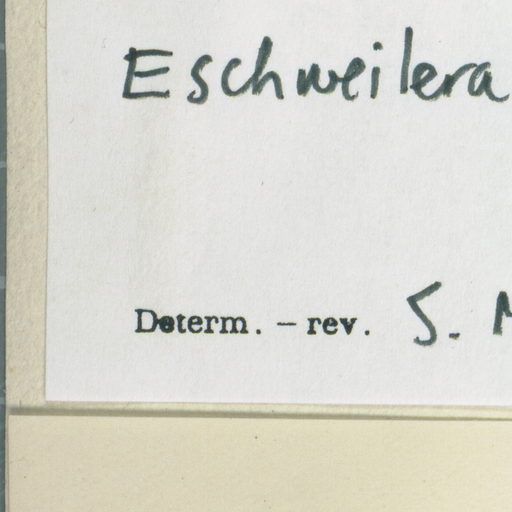 Eschweilera
Determ. — rev. S. M